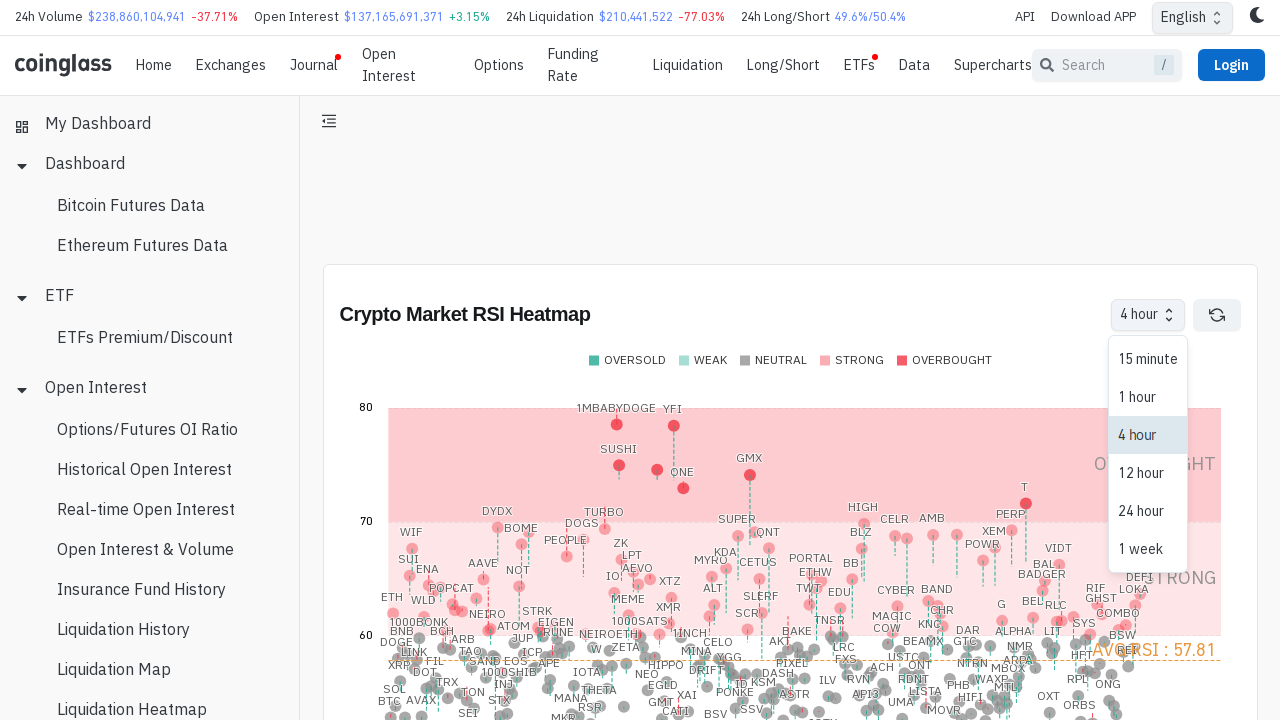 24h Volume $238,860,104,941 -37.71% Open Interest $137,165,691,371 +3.15% 24h Liquidation $210,441,522 -77.03% 24h Long/Short 49.6%/50.4% API Download APP English
coinglass Home Exchanges Journal Open Interest Options Funding Rate Liquidation Long/Short ETFs Data Supercharts Search / Login
My Dashboard
Dashboard
Bitcoin Futures Data
Ethereum Futures Data
ETF
ETFs Premium/Discount
Open Interest
Options/Futures OI Ratio
Historical Open Interest
Real-time Open Interest
Open Interest & Volume
Insurance Fund History
Liquidation History
Liquidation Map
Liquidation Heatmap
Crypto Market RSI Heatmap 4 hour
15 minute
1 hour
4 hour
12 hour
24 hour
1 week
OVERSOLD WEAK NEUTRAL STRONG OVERBOUGHT
80
1MBABYDOGE YFI
SUSHI
GMX
ONE
T
70
DYDX TURBO HIGH
WIF BOME DOGS SUPER QNT BLZ CELR AMB PERP XEM
PEOPLE ZK KDA POWR VIDT
SUI AAVE LPT MYRO CETUS PORTAL BB BAL
ENA NOT AEVO ETHW BADGER
POPCAT XTZ ALT TWT EDU CYBER BAND RIF DEFI LOKA
ETH WLD MEME XMR SLERF G BEL RLC GHST
NEIRO STRK SCR MAGIC CHR COMBO
1000BONK ATOM EIGEN 1000SATS TNSR COW KNC SYS
60
BNB BCH RUNE NEIROETH 1INCH BAKE DAR ALPHA LIT BSW
DOGE ARB JUP ZETA CELO AKT LRC BEAMX GTC NMR
LINK TAO ICP W MINA YGG FXS USTC HFT
AVG RSI : 57.81
XRP FIL SAND EOS APE HIPPO PIXEL ACH ONT NTRN ARPA
DOT 1000SHIB IOTA NEO DRIFT DASH RVN RDNT WAXP MBOX RPL
SOL TRX INJ THETA EGLD ID KSM ILV PHB MTL ONG
BTC AVAX TON STX MANA GMT XAI PONKE ASTR API3 LISTA HIFI OXT
SEI RSR CATI BSV SSV UMA MOVR ORBS
MKR
STRONG